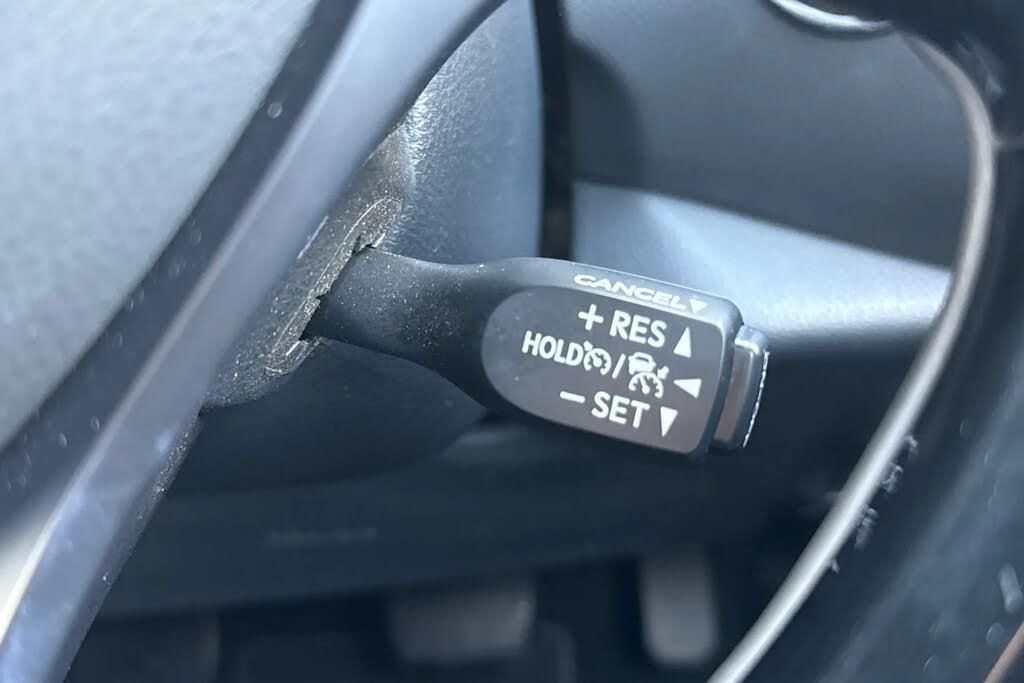 CANCEL
+ RES
HOLD /
− SET